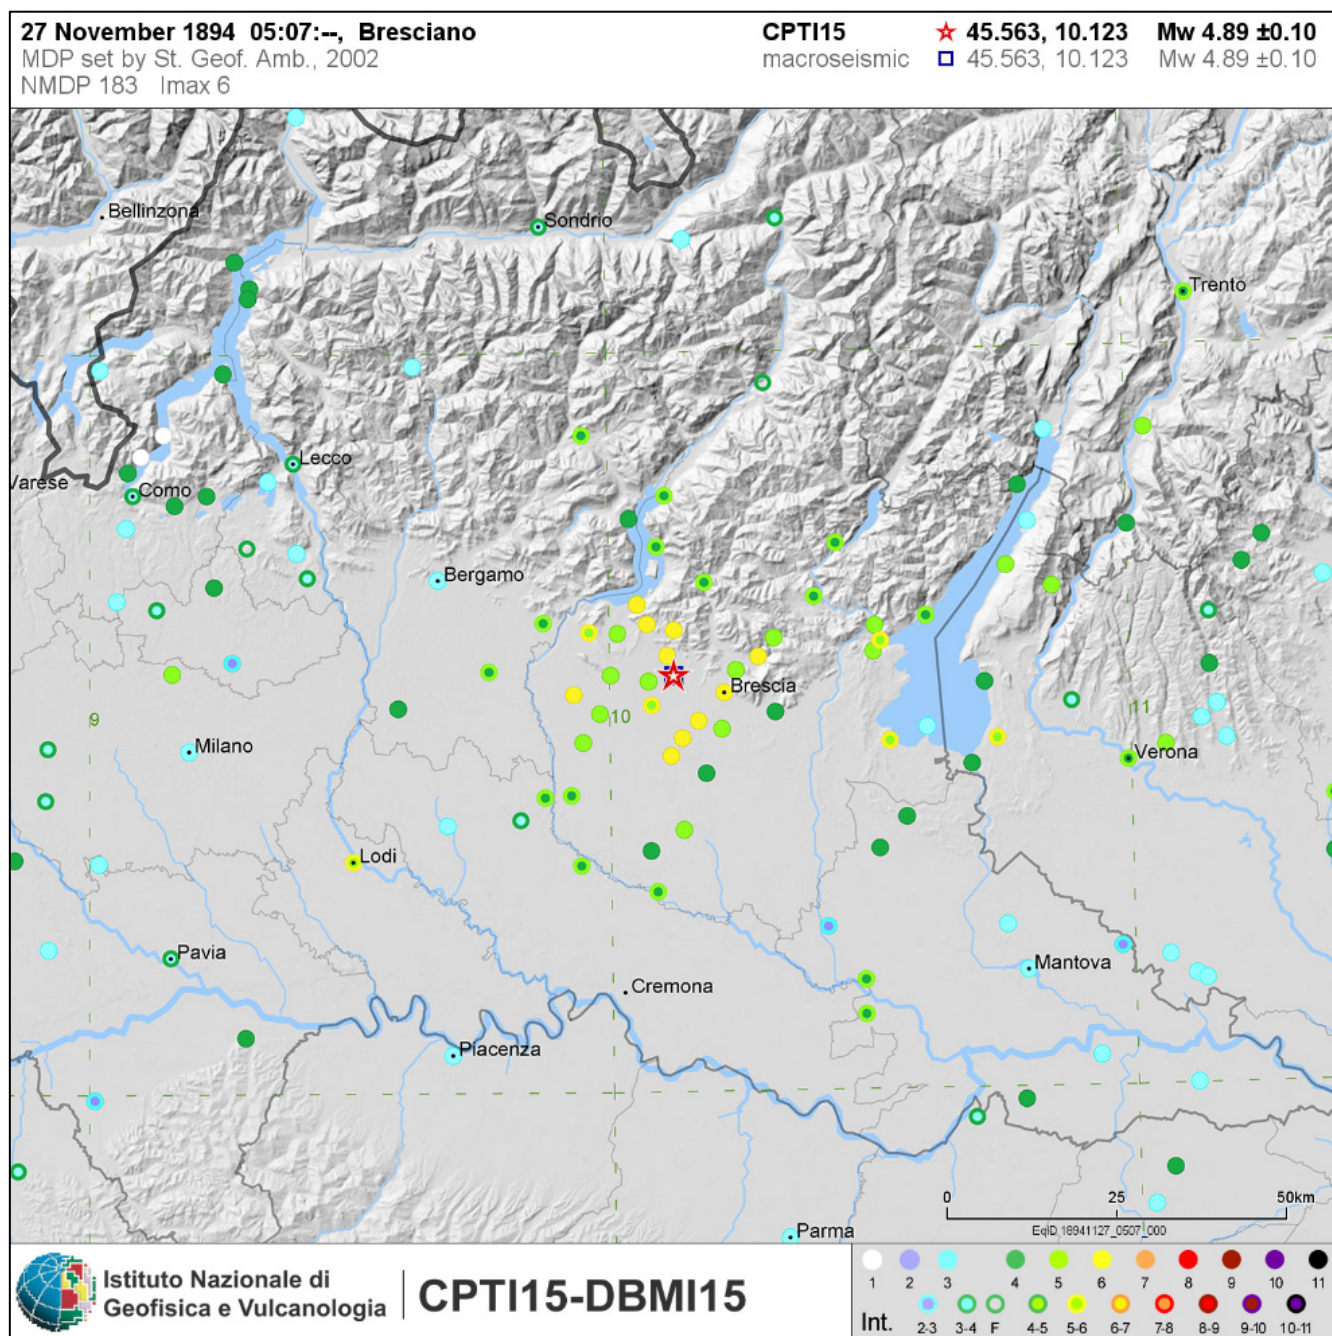 27 November 1894 05:07:--, Bresciano
MDP set by St. Geof. Amb., 2002
NMDP 183 Imax 6
CPTI15 45.563, 10.123 Mw 4.89 ±0.10
macroseismic 45.563, 10.123 Mw 4.89 ±0.10
Bellinzona
Sondrio
Trento
Lecco
Varese
Como
Bergamo
Brescia
9
10
11
Milano
Verona
Lodi
Pavia
Mantova
Cremona
Piacenza
0 25 50km
EqID 18941127_0507_000
Parma
Istituto Nazionale di
Geofisica e Vulcanologia
CPTI15-DBMI15
Int.
1 2 3 4 5 6 7 8 9 10 11
2-3 3-4 F 4-5 5-6 6-7 7-8 8-9 9-10 10-11